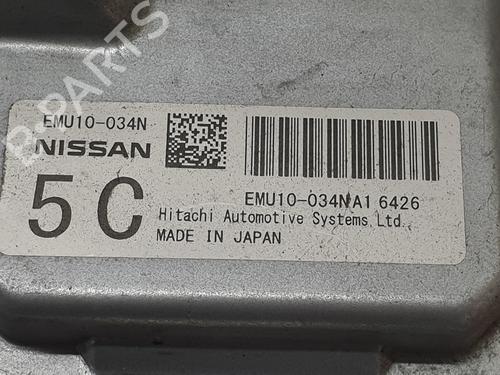 EMU10-034N
NISSAN
5C
EMU10-034NA1 6426
Hitachi Automotive Systems,Ltd.
MADE IN JAPAN
B-PARTS